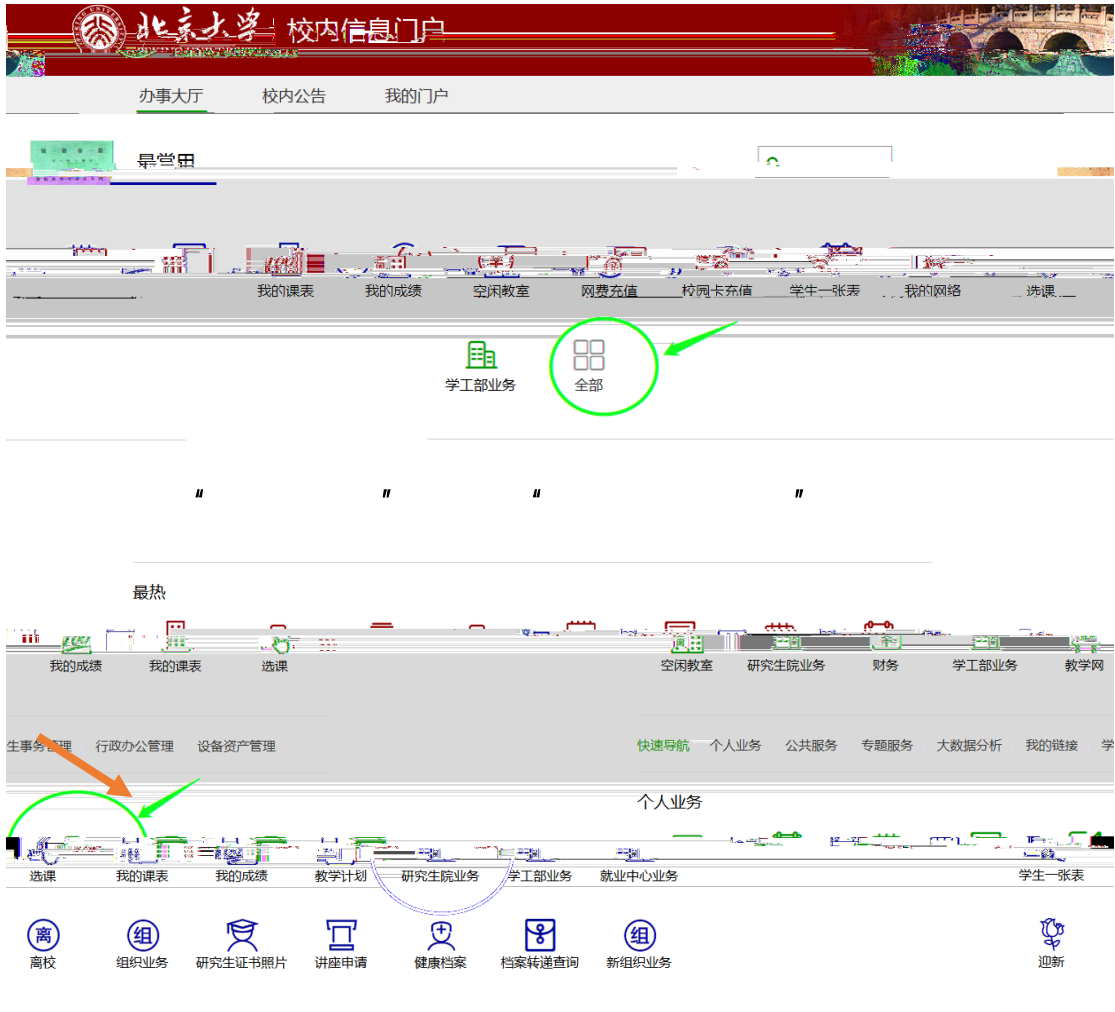 北京大学 校内信息门户
办事大厅 校内公告 我的门户
最常用
我的课表 我的成绩 空闲教室 网费充值 校园卡充值 学生一张表 我的网络 选课
学工部业务 全部
“ ” “ ”
最热
我的成绩 我的课表 选课 空闲教室 研究生院业务 财务 学工部业务 教学网
生事务管理 行政办公管理 设备资产管理 快速导航 个人业务 公共服务 专题服务 大数据分析 我的链接 学
个人业务
选课 我的课表 我的成绩 教学计划 研究生院业务 学工部业务 就业中心业务 学生一张表
离 组 组
离校 组织业务 研究生证书照片 讲座申请 健康档案 档案转递查询 新组织业务 迎新